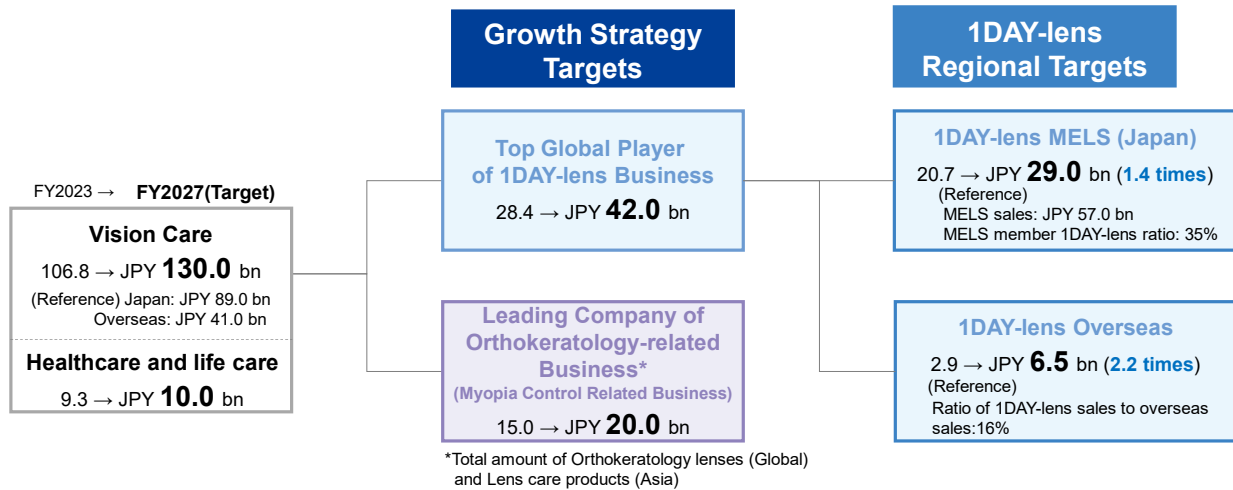 Growth Strategy
Targets
1DAY-lens
Regional Targets
FY2023 → FY2027(Target)
Vision Care
106.8 → JPY 130.0 bn
(Reference) Japan: JPY 89.0 bn
Overseas: JPY 41.0 bn
Healthcare and life care
9.3 → JPY 10.0 bn
Top Global Player
of 1DAY-lens Business
28.4 → JPY 42.0 bn
Leading Company of
Orthokeratology-related
Business*
(Myopia Control Related Business)
15.0 → JPY 20.0 bn
*Total amount of Orthokeratology lenses (Global)
and Lens care products (Asia)
1DAY-lens MELS (Japan)
20.7 → JPY 29.0 bn (1.4 times)
(Reference)
MELS sales: JPY 57.0 bn
MELS member 1DAY-lens ratio: 35%
1DAY-lens Overseas
2.9 → JPY 6.5 bn (2.2 times)
(Reference)
Ratio of 1DAY-lens sales to overseas
sales:16%